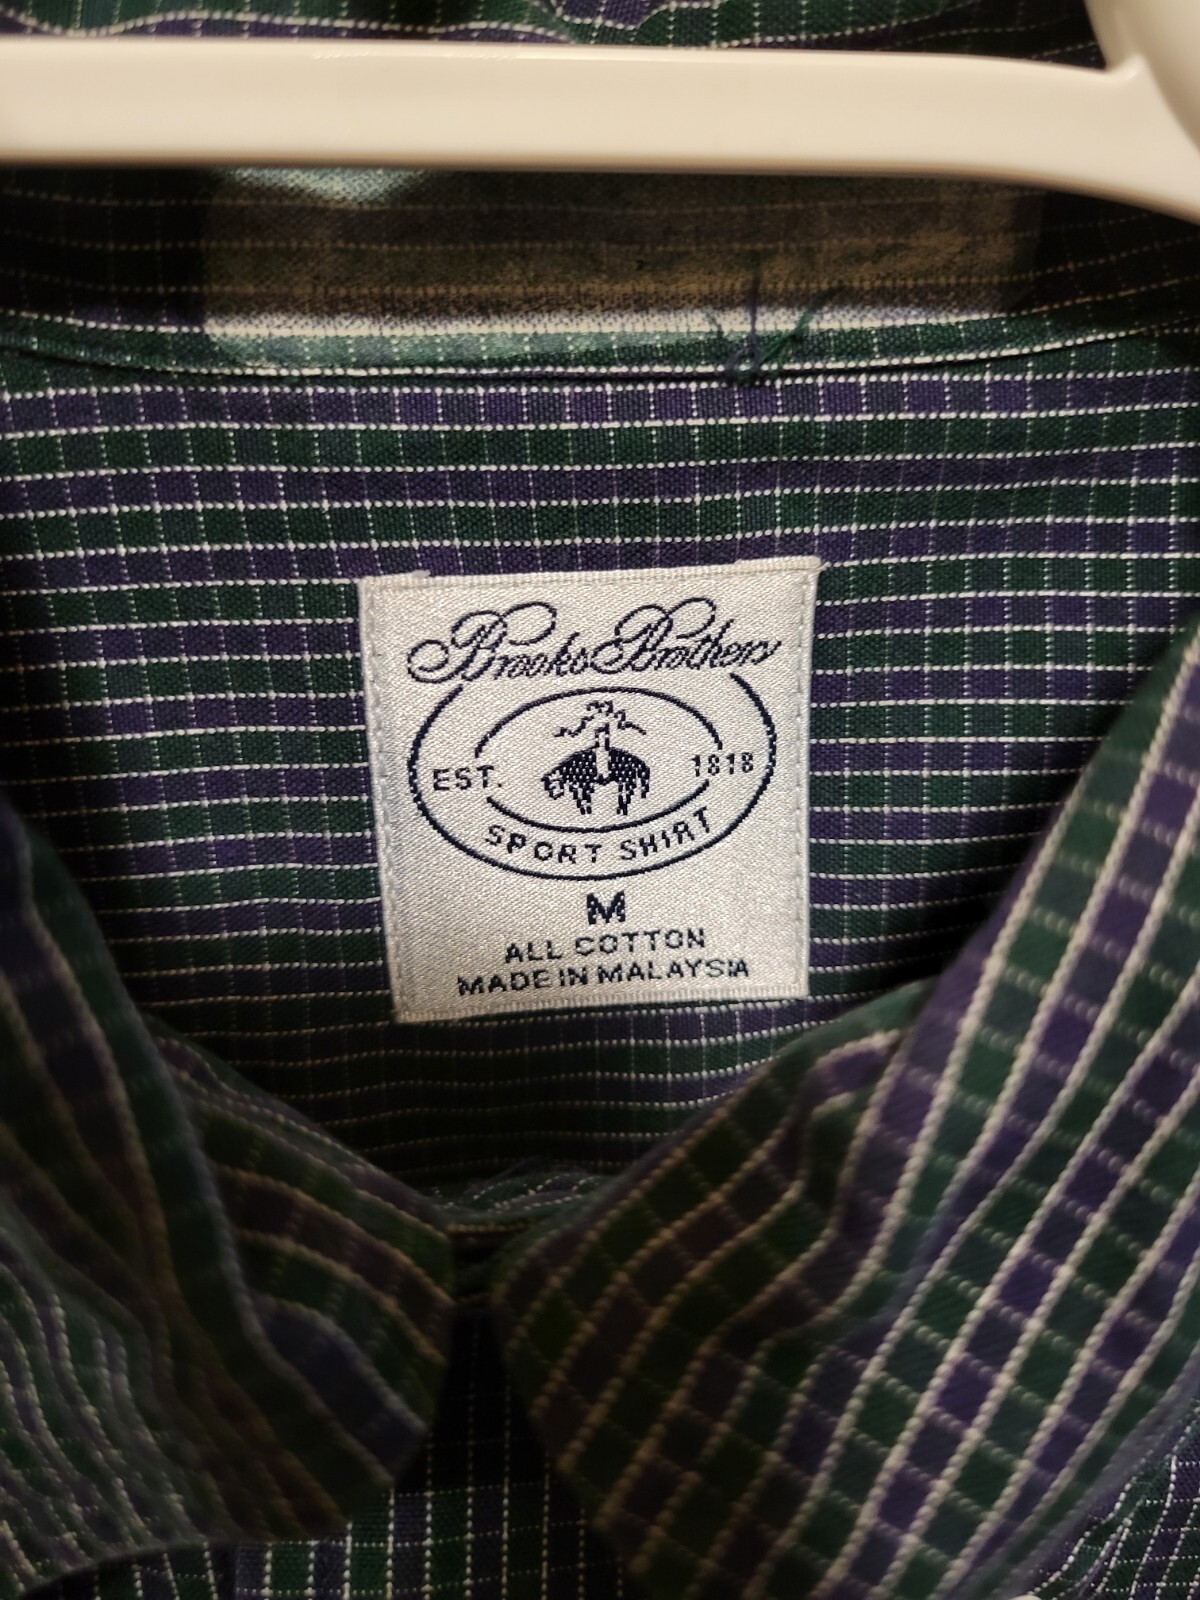 Brooks Brothers
EST. 1818
SPORT SHIRT
M
ALL COTTON
MADE IN MALAYSIA